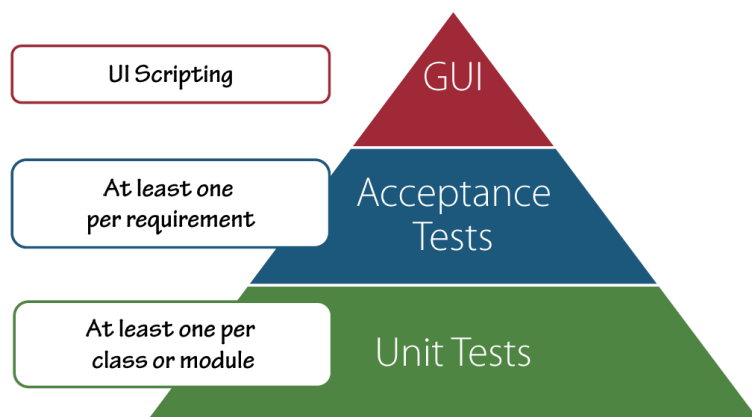 UI Scripting
GUI
At least one
per requirement
Acceptance
Tests
At least one per
class or module
Unit Tests